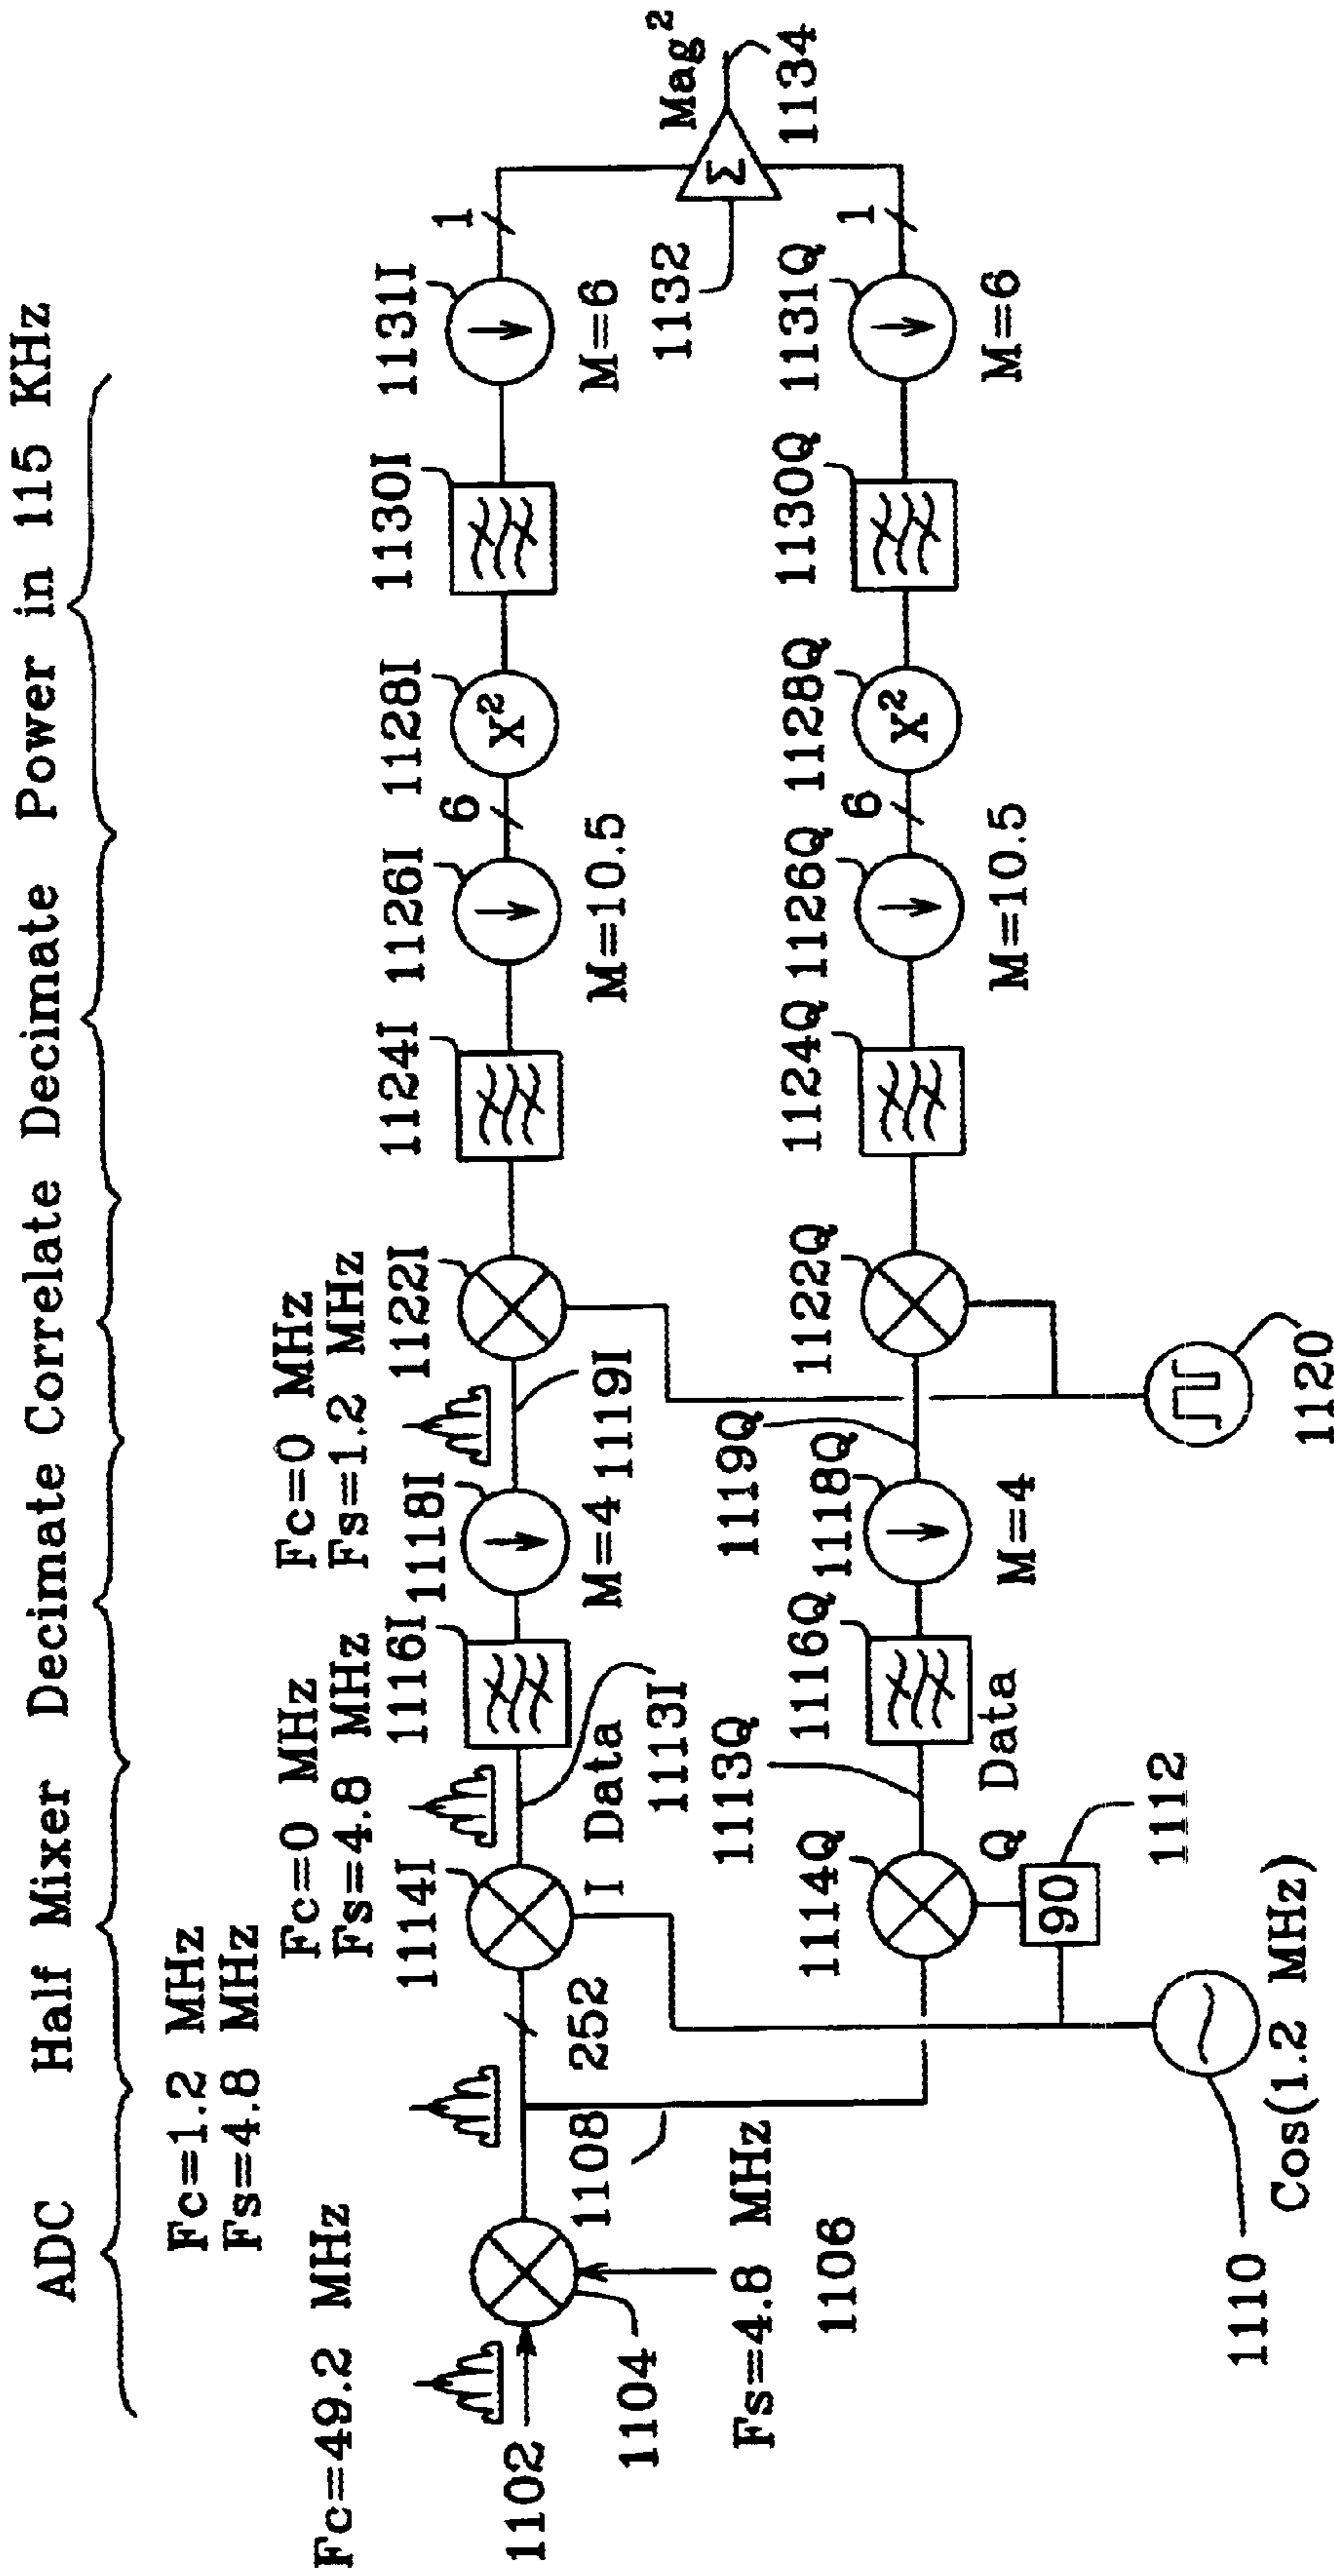 ADC Half Mixer Decimate Correlate Decimate Power in 115 KHz
Fc=49.2 MHz
Fc=1.2 MHz
Fs=4.8 MHz
Fc=0 MHz
Fs=4.8 MHz
Fc=0 MHz
Fs=1.2 MHz
1102
1104
Fs=4.8 MHz
1106
1108
252
1114I
I Data
1113I
1116I
1118I
M=4
1119I
1122I
1124I
1126I
M=10.5
6
1128I
X²
1130I
1131I
M=6
1
1132
Σ
Mag²
1134
1110
Cos(1.2 MHz)
90
1112
1114Q
Q Data
1113Q
1116Q
1118Q
M=4
1119Q
1120
1122Q
1124Q
1126Q
M=10.5
6
1128Q
X²
1130Q
1131Q
M=6
1